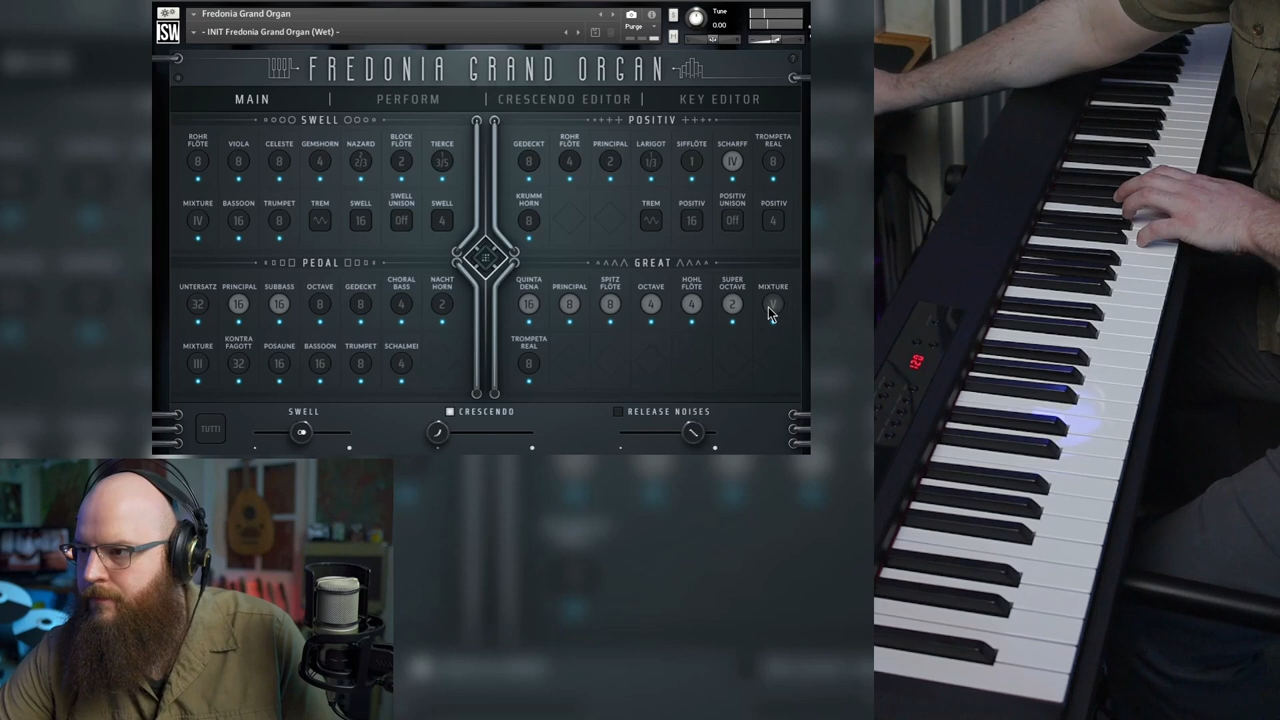 Fredonia Grand Organ
- INIT Fredonia Grand Organ (Wet) -
Purge
S
M
Tune
0.00
ISW
FREDONIA GRAND ORGAN
?
MAIN
PERFORM
CRESCENDO EDITOR
KEY EDITOR
SWELL
POSITIV
ROHR FLÖTE
VIOLA
CELESTE
GEMSHORN
NAZARD
BLOCK FLÖTE
TIERCE
8
8
8
4
2/3
2
3/5
GEDECKT
ROHR FLÖTE
PRINCIPAL
LARIGOT
SIFFLÖTE
SCHARFF
TROMPETA REAL
8
4
2
1/3
1
IV
8
MIXTURE
BASSOON
TRUMPET
TREM
SWELL
SWELL UNISON
SWELL
IV
16
8
16
Off
4
KRUMM HORN
TREM
POSITIV
POSITIV UNISON
POSITIV
8
16
Off
4
PEDAL
GREAT
UNTERSATZ
PRINCIPAL
SUBBASS
OCTAVE
GEDECKT
CHORAL BASS
NACHT HORN
32
16
16
8
8
4
2
QUINTA DENA
PRINCIPAL
SPITZ FLÖTE
OCTAVE
HOHL FLÖTE
SUPER OCTAVE
MIXTURE
16
8
8
4
4
2
V
MIXTURE
KONTRA FAGOTT
POSAUNE
BASSOON
TRUMPET
SCHALMEI
III
32
16
16
8
4
TROMPETA REAL
8
TUTTI
SWELL
CRESCENDO
RELEASE NOISES
120